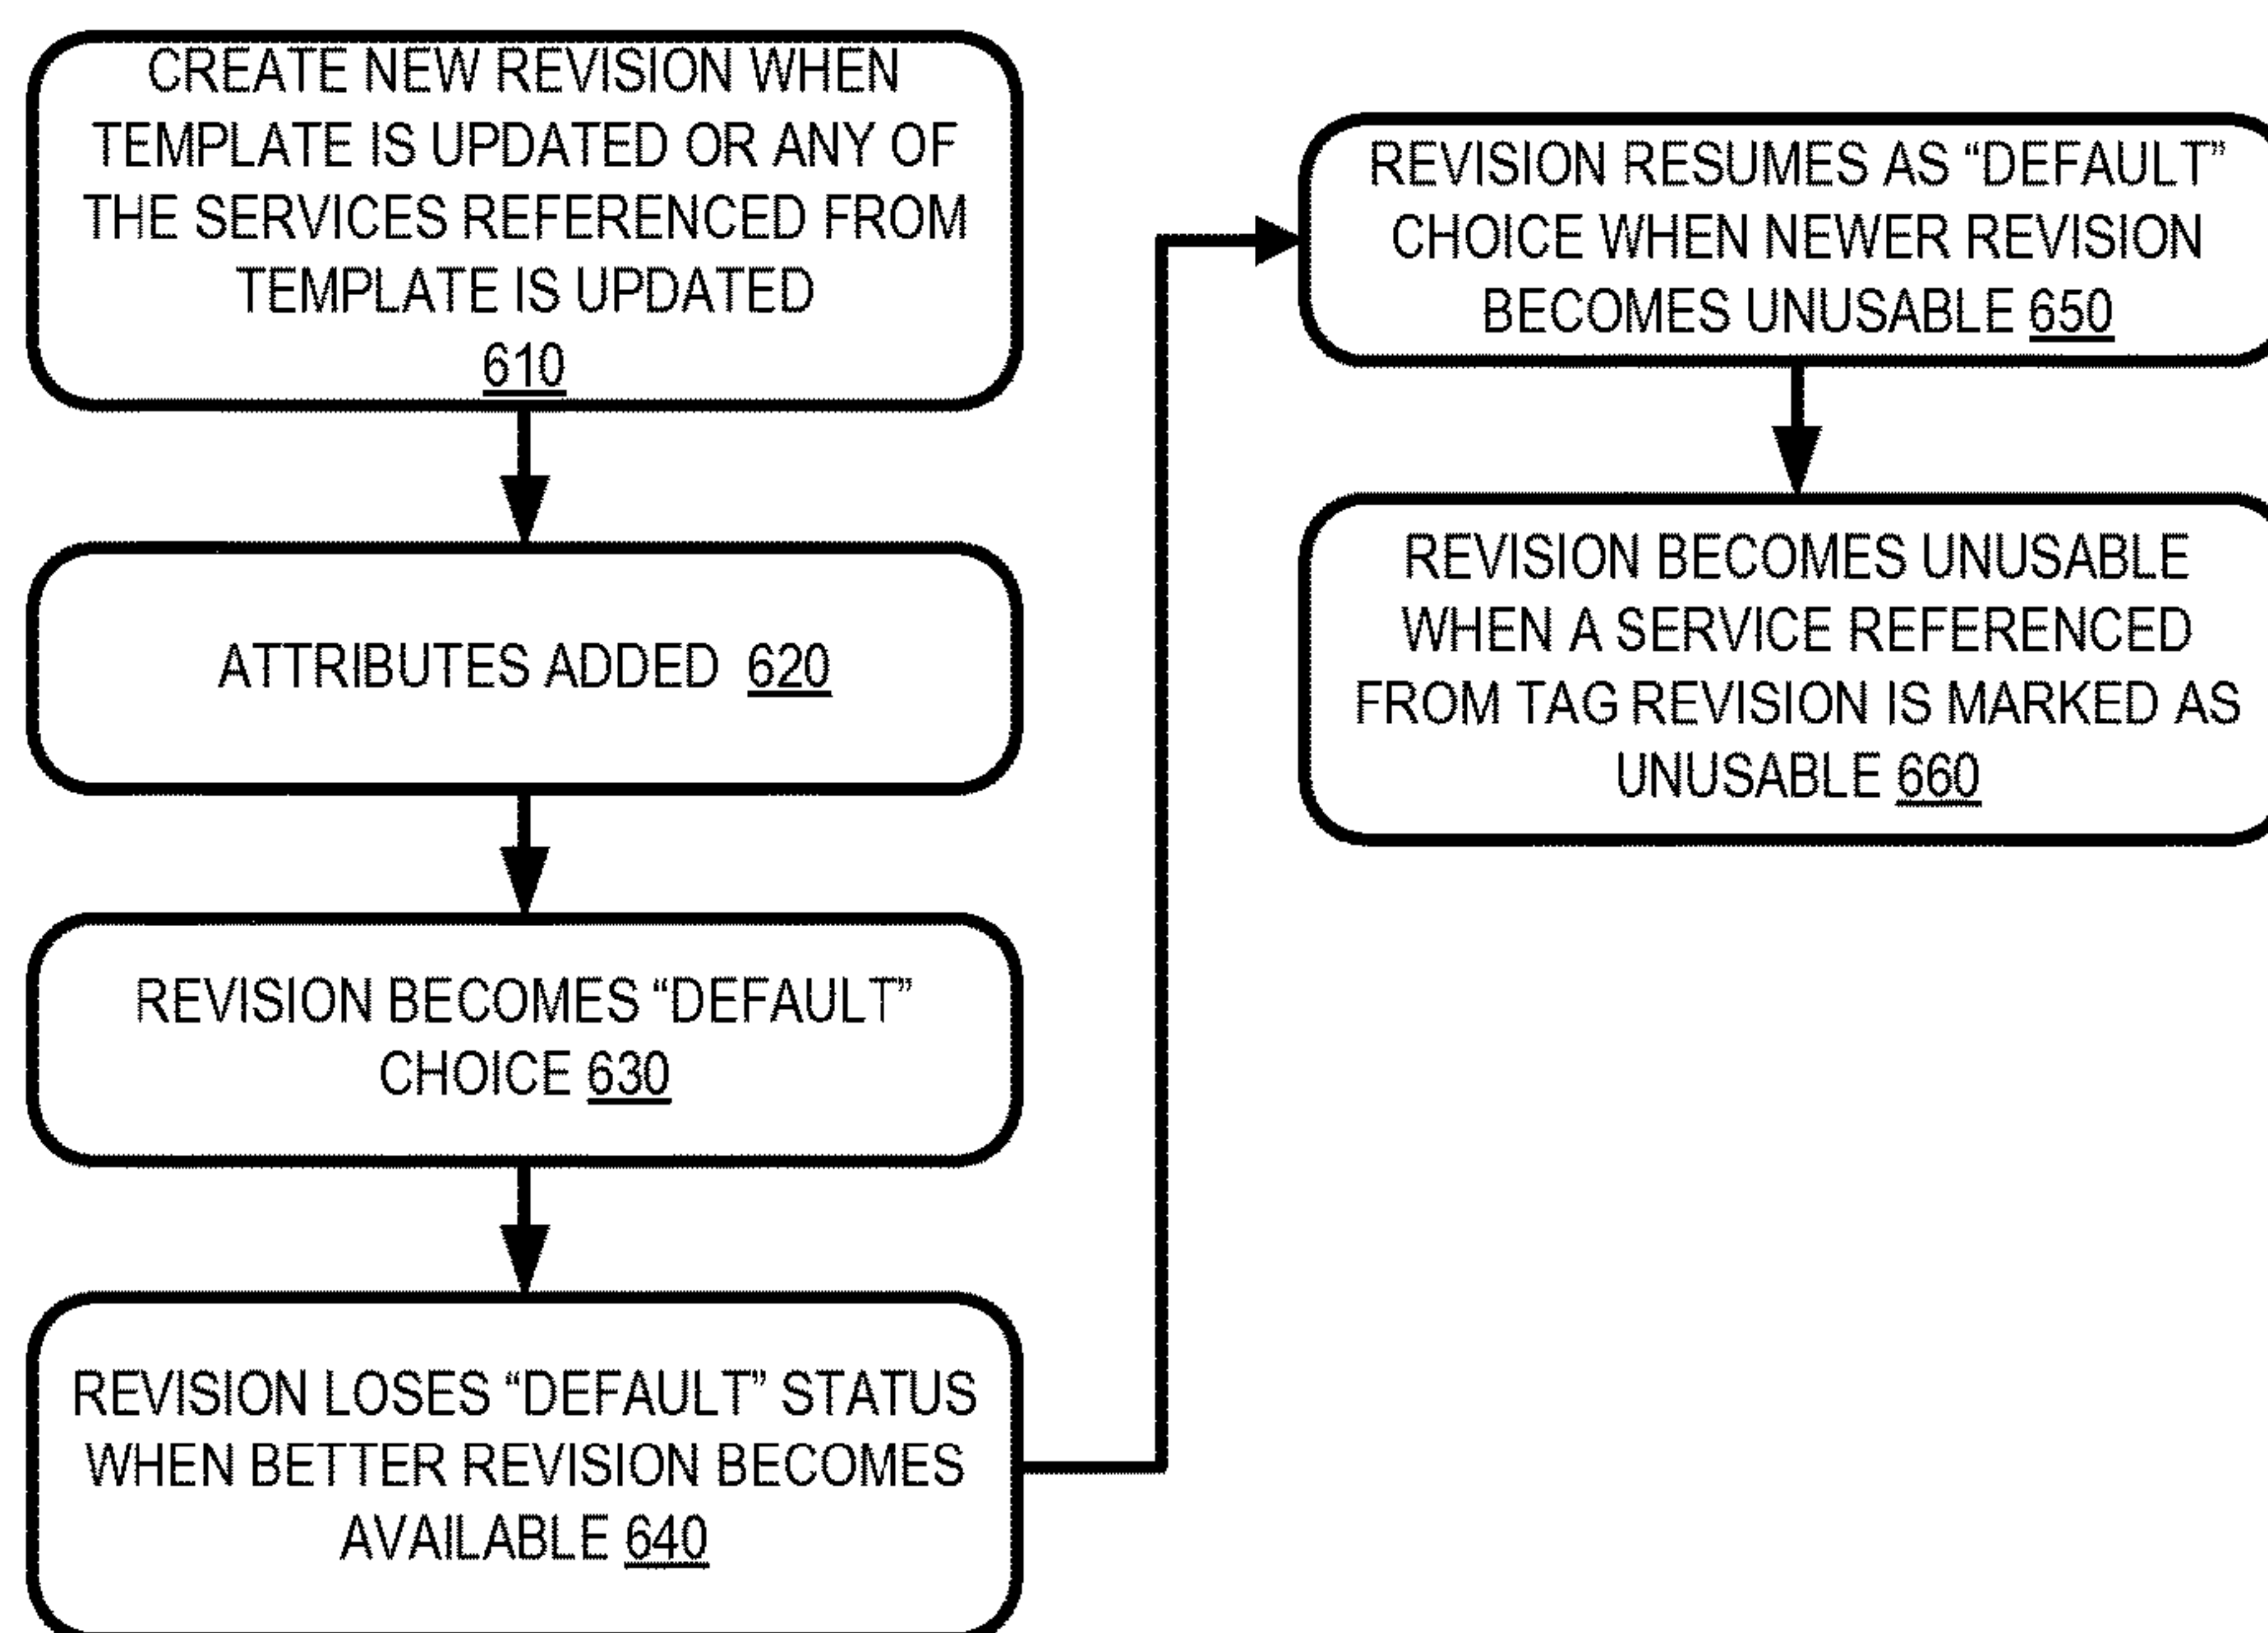 CREATE NEW REVISION WHEN
TEMPLATE IS UPDATED OR ANY OF
THE SERVICES REFERENCED FROM
TEMPLATE IS UPDATED
610
ATTRIBUTES ADDED 620
REVISION BECOMES “DEFAULT”
CHOICE 630
REVISION LOSES “DEFAULT” STATUS
WHEN BETTER REVISION BECOMES
AVAILABLE 640
REVISION RESUMES AS “DEFAULT”
CHOICE WHEN NEWER REVISION
BECOMES UNUSABLE 650
REVISION BECOMES UNUSABLE
WHEN A SERVICE REFERENCED
FROM TAG REVISION IS MARKED AS
UNUSABLE 660